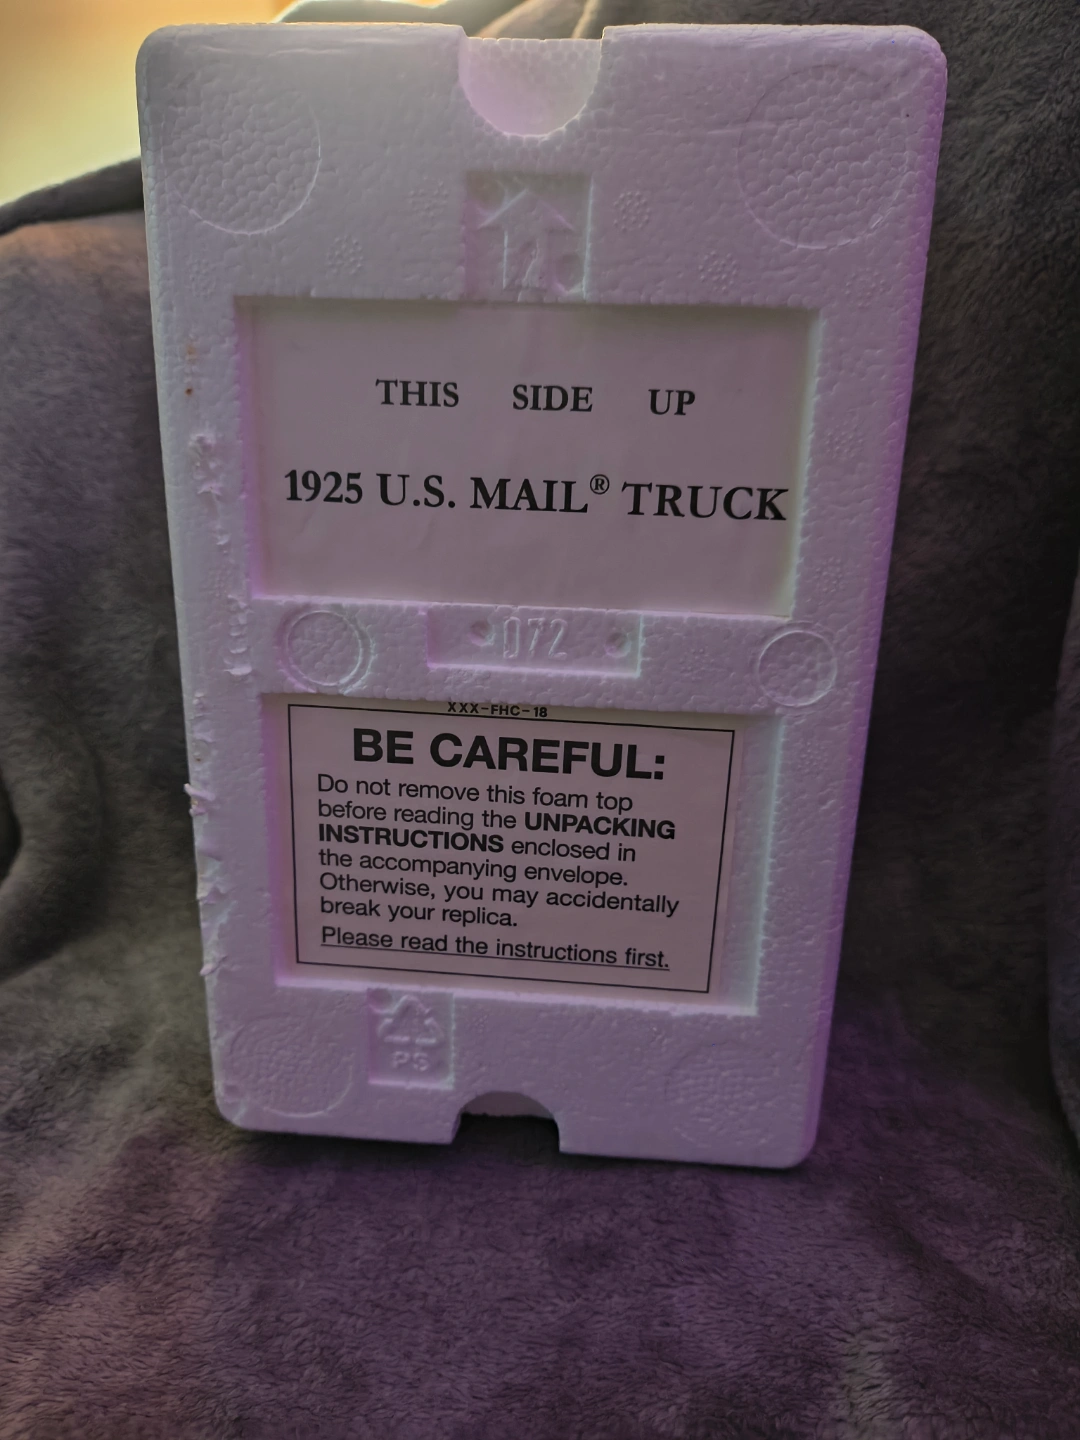 12
THIS SIDE UP
1925 U.S. MAIL® TRUCK
072
XXX-FHC-18
BE CAREFUL:
Do not remove this foam top
before reading the UNPACKING
INSTRUCTIONS enclosed in
the accompanying envelope.
Otherwise, you may accidentally
break your replica.
Please read the instructions first.
PS